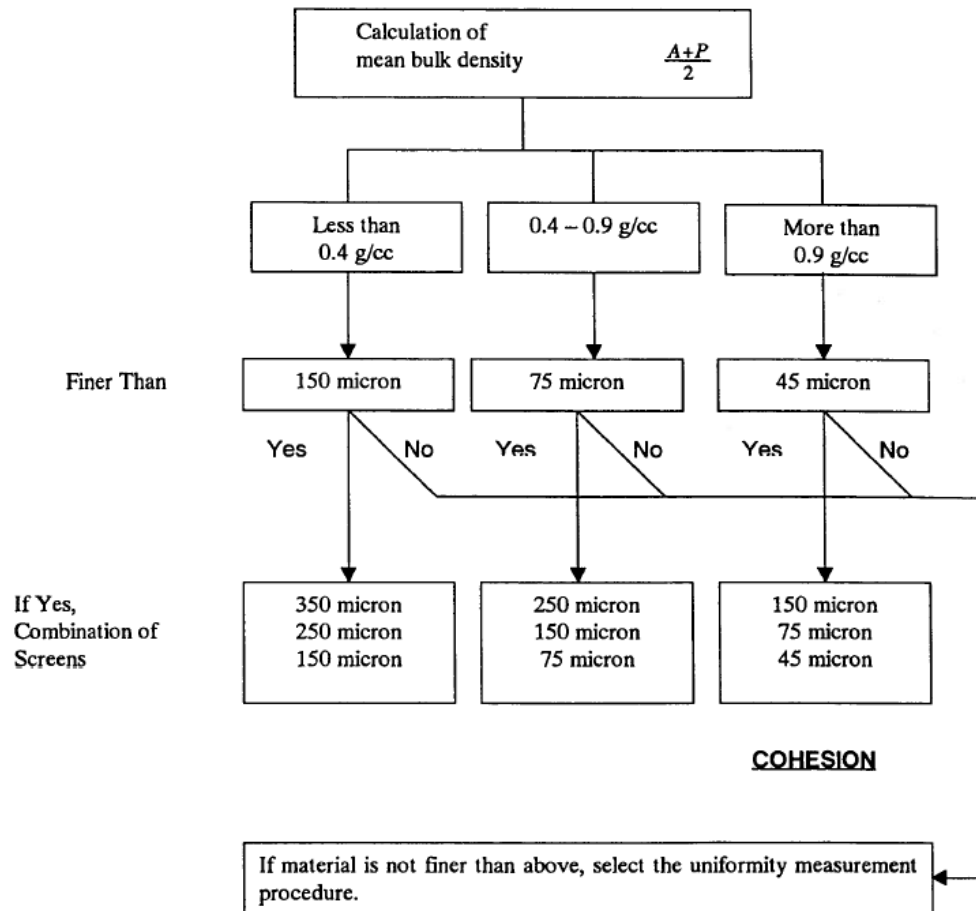 Calculation of
mean bulk density
A+P
2
Less than
0.4 g/cc
0.4 – 0.9 g/cc
More than
0.9 g/cc
Finer Than
150 micron
75 micron
45 micron
Yes
No
Yes
No
Yes
No
If Yes,
Combination of
Screens
350 micron
250 micron
150 micron
250 micron
150 micron
75 micron
150 micron
75 micron
45 micron
COHESION
If material is not finer than above, select the uniformity measurement
procedure.